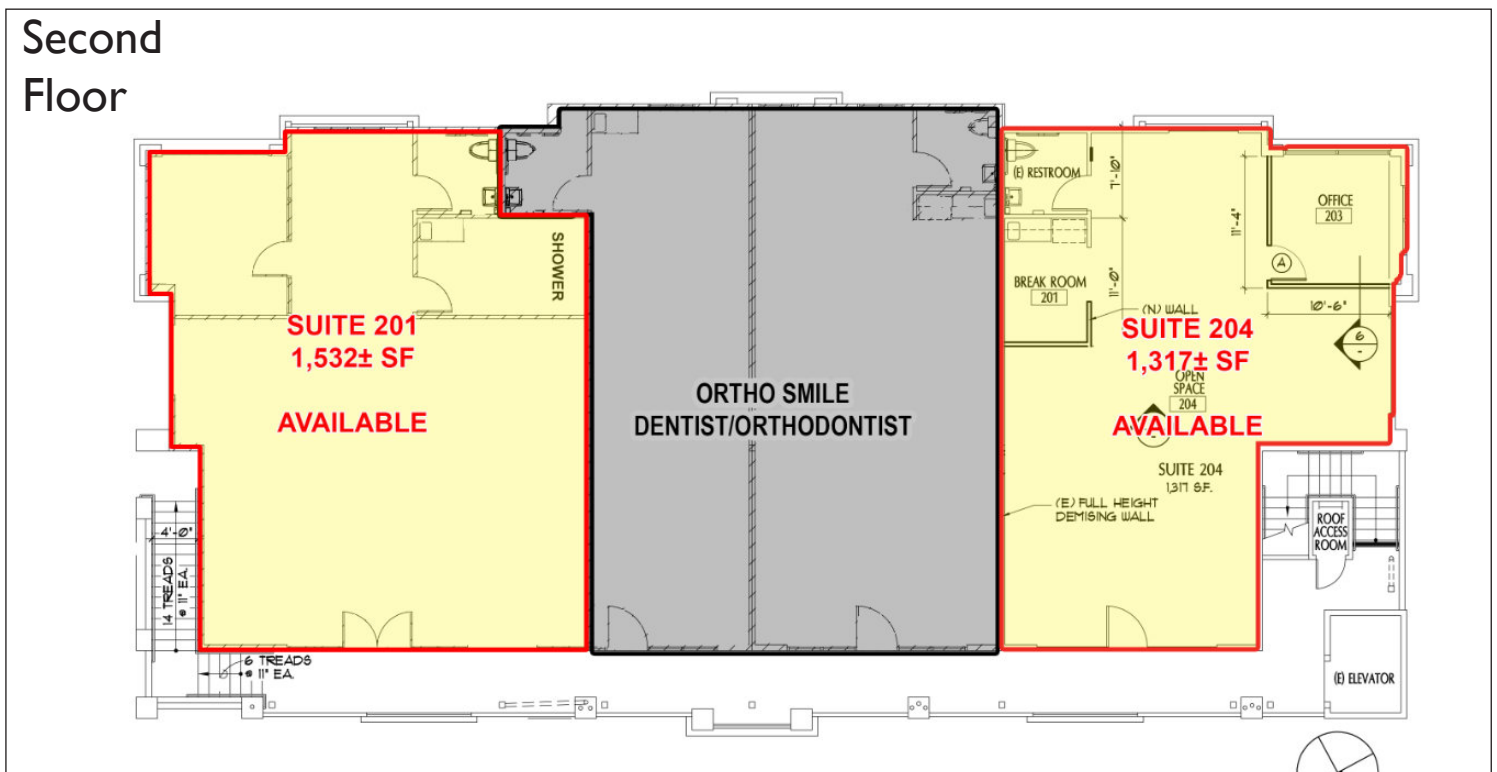 Second
Floor
SHOWER
SUITE 201
1,532± SF
AVAILABLE
4'-0"
14 TREADS
@ 11" EA.
6 TREADS
@ 11" EA.
ORTHO SMILE
DENTIST/ORTHODONTIST
(E) RESTROOM
7'-10"
BREAK ROOM
201
11'-0"
(N) WALL
11'-4"
OFFICE
203
A
10'-6"
6
-
SUITE 204
1,317± SF
OPEN
SPACE
204
AVAILABLE
SUITE 204
1,317 S.F.
(E) FULL HEIGHT
DEMISING WALL
ROOF
ACCESS
ROOM
(E) ELEVATOR